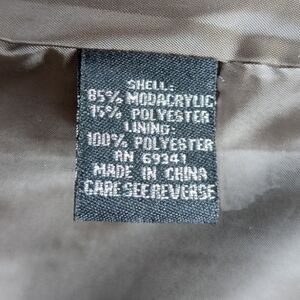 SHELL:
85% MODACRYLIC
15% POLYESTER
LINING:
100% POLYESTER
RN 69341
MADE IN CHINA
CARE SEE REVERSE